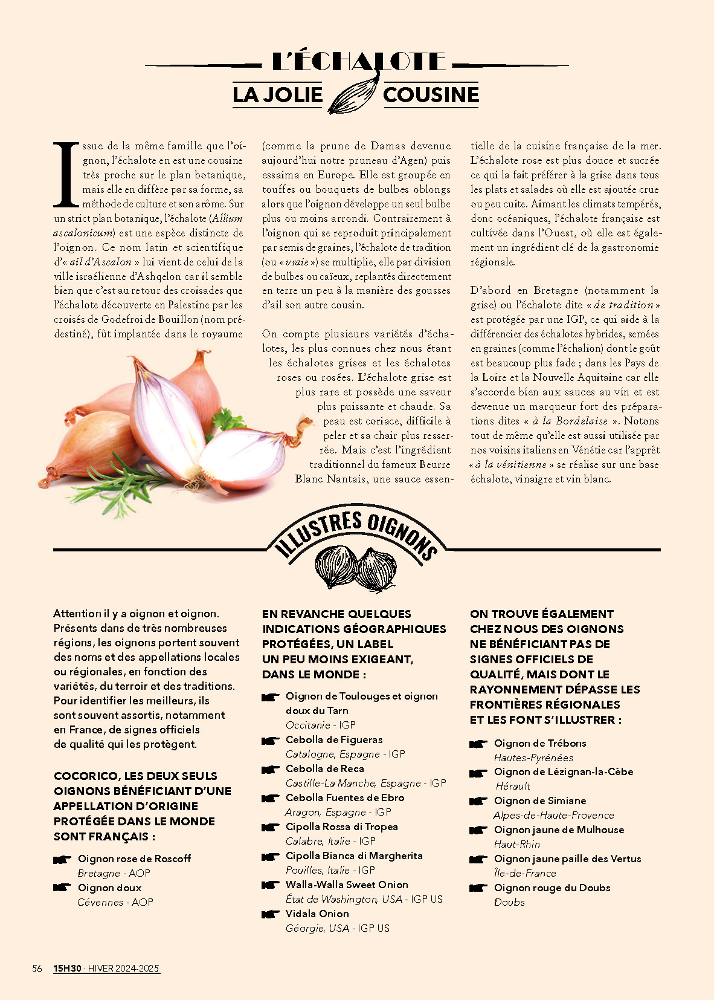 L'ÉCHALOTE
LA JOLIE COUSINE
Issue de la même famille que l'oi-
gnon, l'échalote en est une cousine
très proche sur le plan botanique,
mais elle en diffère par sa forme, sa
méthode de culture et son arôme. Sur
un strict plan botanique, l'échalote (Allium
ascalonicum) est une espèce distincte de
l'oignon. Ce nom latin et scientifique
d'« ail d'Ascalon » lui vient de celui de la
ville israélienne d'Ashqelon car il semble
bien que c'est au retour des croisades que
l'échalote découverte en Palestine par les
croisés de Godefroi de Bouillon (nom pré-
destiné), fût implantée dans le royaume
(comme la prune de Damas devenue
aujourd'hui notre pruneau d'Agen) puis
essaima en Europe. Elle est groupée en
touffes ou bouquets de bulbes oblongs
alors que l'oignon développe un seul bulbe
plus ou moins arrondi. Contrairement à
l'oignon qui se reproduit principalement
par semis de graines, l'échalote de tradition
(ou « vraie ») se multiplie, elle par division
de bulbes ou caïeux, replantés directement
en terre un peu à la manière des gousses
d'ail son autre cousin.
On compte plusieurs variétés d'écha-
lotes, les plus connues chez nous étant
les échalotes grises et les échalotes
roses ou rosées. L'échalote grise est
plus rare et possède une saveur
plus puissante et chaude. Sa
peau est coriace, difficile à
peler et sa chair plus resser-
rée. Mais c'est l'ingrédient
traditionnel du fameux Beurre
Blanc Nantais, une sauce essen-
tielle de la cuisine française de la mer.
L'échalote rose est plus douce et sucrée
ce qui la fait préférer à la grise dans tous
les plats et salades où elle est ajoutée crue
ou peu cuite. Aimant les climats tempérés,
donc océaniques, l'échalote française est
cultivée dans l'Ouest, où elle est égale-
ment un ingrédient clé de la gastronomie
régionale.
D'abord en Bretagne (notamment la
grise) ou l'échalote dite « de tradition »
est protégée par une IGP, ce qui aide à la
différencier des échalotes hybrides, semées
en graines (comme l'échalion) dont le goût
est beaucoup plus fade ; dans les Pays de
la Loire et la Nouvelle Aquitaine car elle
s'accorde bien aux sauces au vin et est
devenue un marqueur fort des prépara-
tions dites « à la Bordelaise ». Notons
tout de même qu'elle est aussi utilisée par
nos voisins italiens en Vénétie car l'apprêt
« à la vénitienne » se réalise sur une base
échalote, vinaigre et vin blanc.
ILLUSTRES OIGNONS
Attention il y a oignon et oignon.
Présents dans de très nombreuses
régions, les oignons portent souvent
des noms et des appellations locales
ou régionales, en fonction des
variétés, du terroir et des traditions.
Pour identifier les meilleurs, ils
sont souvent assortis, notamment
en France, de signes officiels
de qualité qui les protègent.
COCORICO, LES DEUX SEULS
OIGNONS BÉNÉFICIANT D'UNE
APPELLATION D'ORIGINE
PROTÉGÉE DANS LE MONDE
SONT FRANÇAIS :
Oignon rose de Roscoff
Bretagne - AOP
Oignon doux
Cévennes - AOP
EN REVANCHE QUELQUES
INDICATIONS GÉOGRAPHIQUES
PROTÉGÉES, UN LABEL
UN PEU MOINS EXIGEANT,
DANS LE MONDE :
Oignon de Toulouges et oignon
doux du Tarn
Occitanie - IGP
Cebolla de Figueras
Catalogne, Espagne - IGP
Cebolla de Reca
Castille-La Manche, Espagne - IGP
Cebolla Fuentes de Ebro
Aragon, Espagne - IGP
Cipolla Rossa di Tropea
Calabre, Italie - IGP
Cipolla Bianca di Margherita
Pouilles, Italie - IGP
Walla-Walla Sweet Onion
État de Washington, USA - IGP US
Vidala Onion
Géorgie, USA - IGP US
ON TROUVE ÉGALEMENT
CHEZ NOUS DES OIGNONS
NE BÉNÉFICIANT PAS DE
SIGNES OFFICIELS DE
QUALITÉ, MAIS DONT LE
RAYONNEMENT DÉPASSE LES
FRONTIÈRES RÉGIONALES
ET LES FONT S'ILLUSTRER :
Oignon de Trébons
Hautes-Pyrénées
Oignon de Lézignan-la-Cèbe
Hérault
Oignon de Simiane
Alpes-de-Haute-Provence
Oignon jaune de Mulhouse
Haut-Rhin
Oignon jaune paille des Vertus
Île-de-France
Oignon rouge du Doubs
Doubs
56 15H30 · HIVER 2024-2025